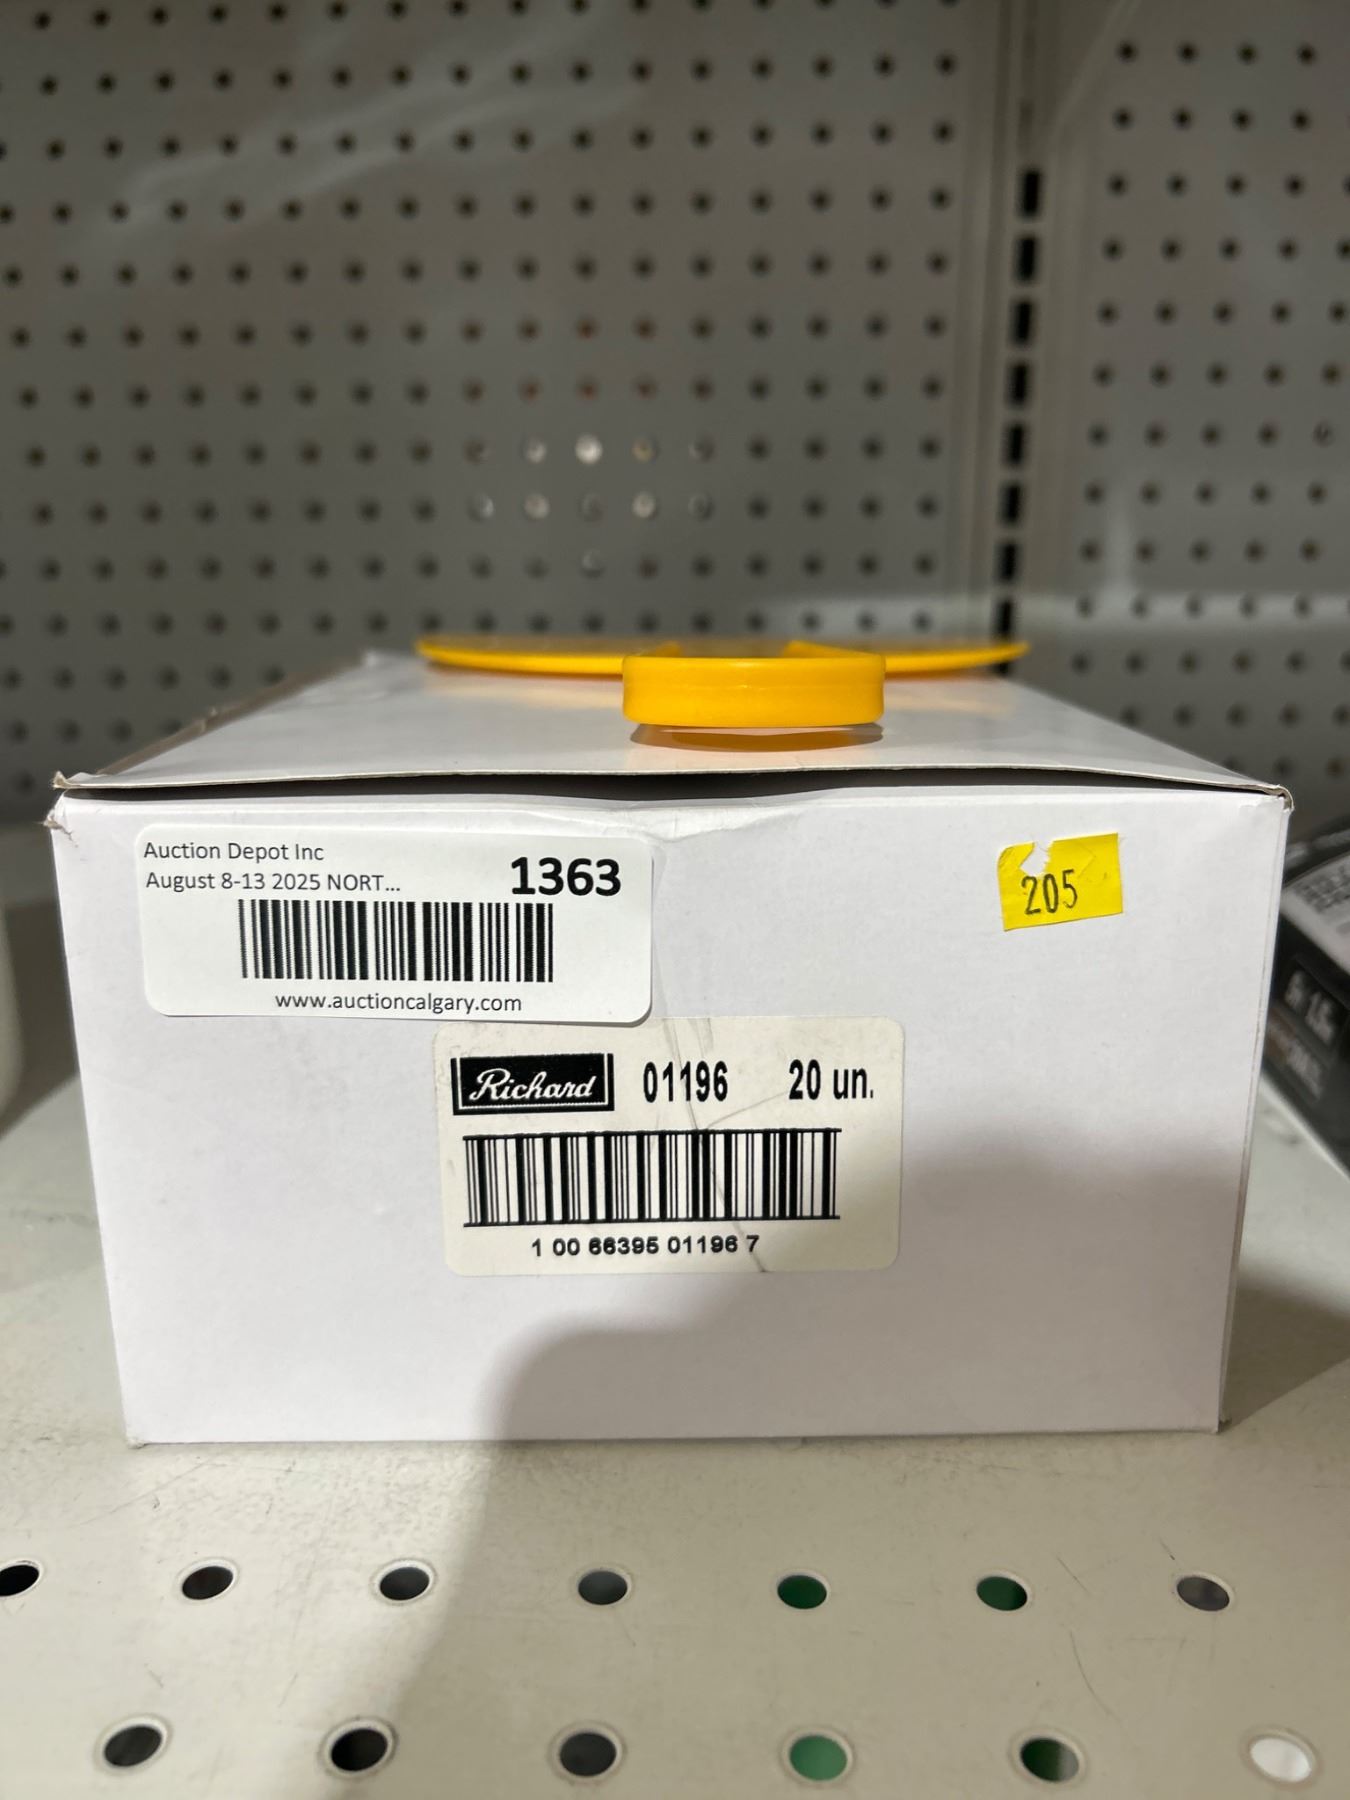 Auction Depot Inc
August 8-13 2025 NORT...
1363
www.auctioncalgary.com
205
Richard 01196 20 un.
1 00 66395 01196 7